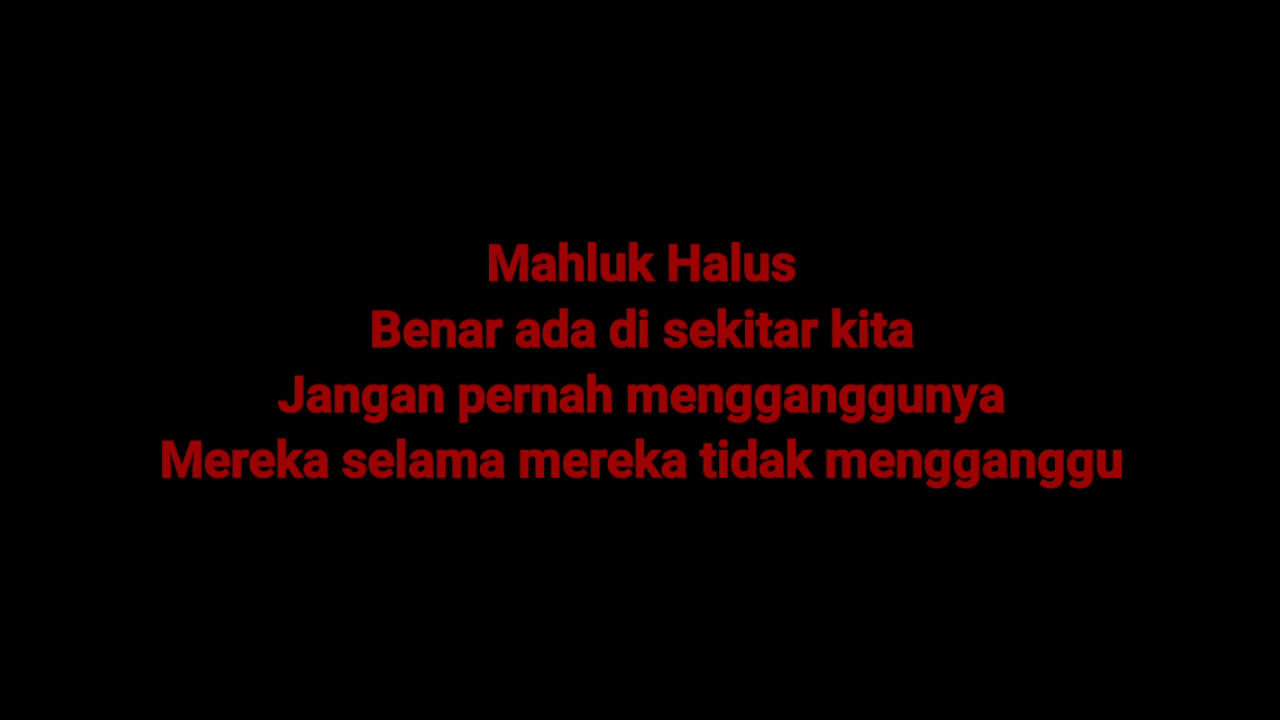 Mahluk Halus
Benar ada di sekitar kita
Jangan pernah mengganggunya
Mereka selama mereka tidak mengganggu